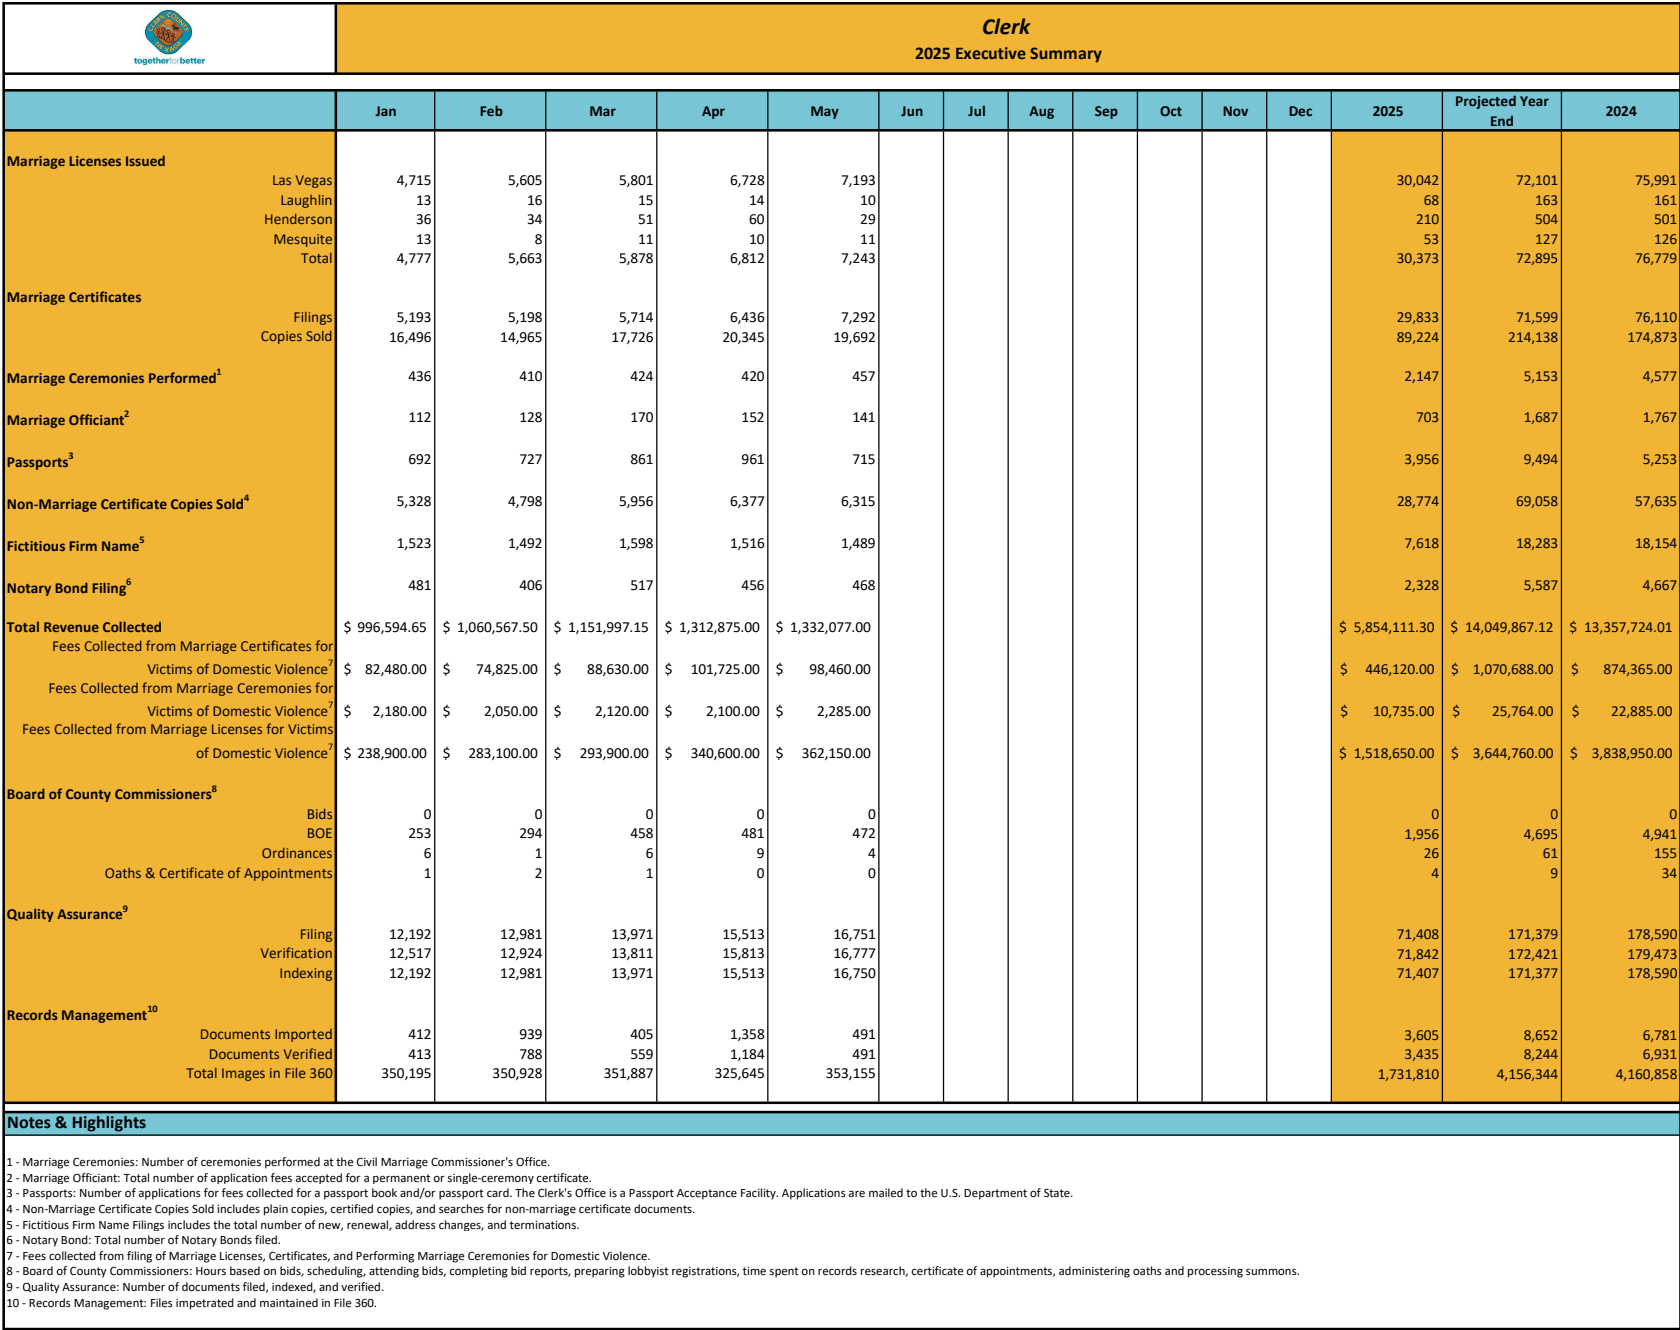 CLARK COUNTY
NEVADA
togetherforbetter
Clerk
2025 Executive Summary
Jan Feb Mar Apr May Jun Jul Aug Sep Oct Nov Dec 2025 Projected Year End 2024
Marriage Licenses Issued
Las Vegas 4,715 5,605 5,801 6,728 7,193 30,042 72,101 75,991
Laughlin 13 16 15 14 10 68 163 161
Henderson 36 34 51 60 29 210 504 501
Mesquite 13 8 11 10 11 53 127 126
Total 4,777 5,663 5,878 6,812 7,243 30,373 72,895 76,779
Marriage Certificates
Filings 5,193 5,198 5,714 6,436 7,292 29,833 71,599 76,110
Copies Sold 16,496 14,965 17,726 20,345 19,692 89,224 214,138 174,873
Marriage Ceremonies Performed1 436 410 424 420 457 2,147 5,153 4,577
Marriage Officiant2 112 128 170 152 141 703 1,687 1,767
Passports3 692 727 861 961 715 3,956 9,494 5,253
Non-Marriage Certificate Copies Sold4 5,328 4,798 5,956 6,377 6,315 28,774 69,058 57,635
Fictitious Firm Name5 1,523 1,492 1,598 1,516 1,489 7,618 18,283 18,154
Notary Bond Filing6 481 406 517 456 468 2,328 5,587 4,667
Total Revenue Collected $ 996,594.65 $ 1,060,567.50 $ 1,151,997.15 $ 1,312,875.00 $ 1,332,077.00 $ 5,854,111.30 $ 14,049,867.12 $ 13,357,724.01
Fees Collected from Marriage Certificates for
Victims of Domestic Violence7 $ 82,480.00 $ 74,825.00 $ 88,630.00 $ 101,725.00 $ 98,460.00 $ 446,120.00 $ 1,070,688.00 $ 874,365.00
Fees Collected from Marriage Ceremonies for
Victims of Domestic Violence7 $ 2,180.00 $ 2,050.00 $ 2,120.00 $ 2,100.00 $ 2,285.00 $ 10,735.00 $ 25,764.00 $ 22,885.00
Fees Collected from Marriage Licenses for Victims
of Domestic Violence7 $ 238,900.00 $ 283,100.00 $ 293,900.00 $ 340,600.00 $ 362,150.00 $ 1,518,650.00 $ 3,644,760.00 $ 3,838,950.00
Board of County Commissioners8
Bids 0 0 0 0 0 0 0 0
BOE 253 294 458 481 472 1,956 4,695 4,941
Ordinances 6 1 6 9 4 26 61 155
Oaths & Certificate of Appointments 1 2 1 0 0 4 9 34
Quality Assurance9
Filing 12,192 12,981 13,971 15,513 16,751 71,408 171,379 178,590
Verification 12,517 12,924 13,811 15,813 16,777 71,842 172,421 179,473
Indexing 12,192 12,981 13,971 15,513 16,750 71,407 171,377 178,590
Records Management10
Documents Imported 412 939 405 1,358 491 3,605 8,652 6,781
Documents Verified 413 788 559 1,184 491 3,435 8,244 6,931
Total Images in File 360 350,195 350,928 351,887 325,645 353,155 1,731,810 4,156,344 4,160,858
Notes & Highlights
1 - Marriage Ceremonies: Number of ceremonies performed at the Civil Marriage Commissioner's Office.
2 - Marriage Officiant: Total number of application fees accepted for a permanent or single-ceremony certificate.
3 - Passports: Number of applications for fees collected for a passport book and/or passport card. The Clerk's Office is a Passport Acceptance Facility. Applications are mailed to the U.S. Department of State.
4 - Non-Marriage Certificate Copies Sold includes plain copies, certified copies, and searches for non-marriage certificate documents.
5 - Fictitious Firm Name Filings includes the total number of new, renewal, address changes, and terminations.
6 - Notary Bond: Total number of Notary Bonds filed.
7 - Fees collected from filing of Marriage Licenses, Certificates, and Performing Marriage Ceremonies for Domestic Violence.
8 - Board of County Commissioners: Hours based on bids, scheduling, attending bids, completing bid reports, preparing lobbyist registrations, time spent on records research, certificate of appointments, administering oaths and processing summons.
9 - Quality Assurance: Number of documents filed, indexed, and verified.
10 - Records Management: Files impetrated and maintained in File 360.